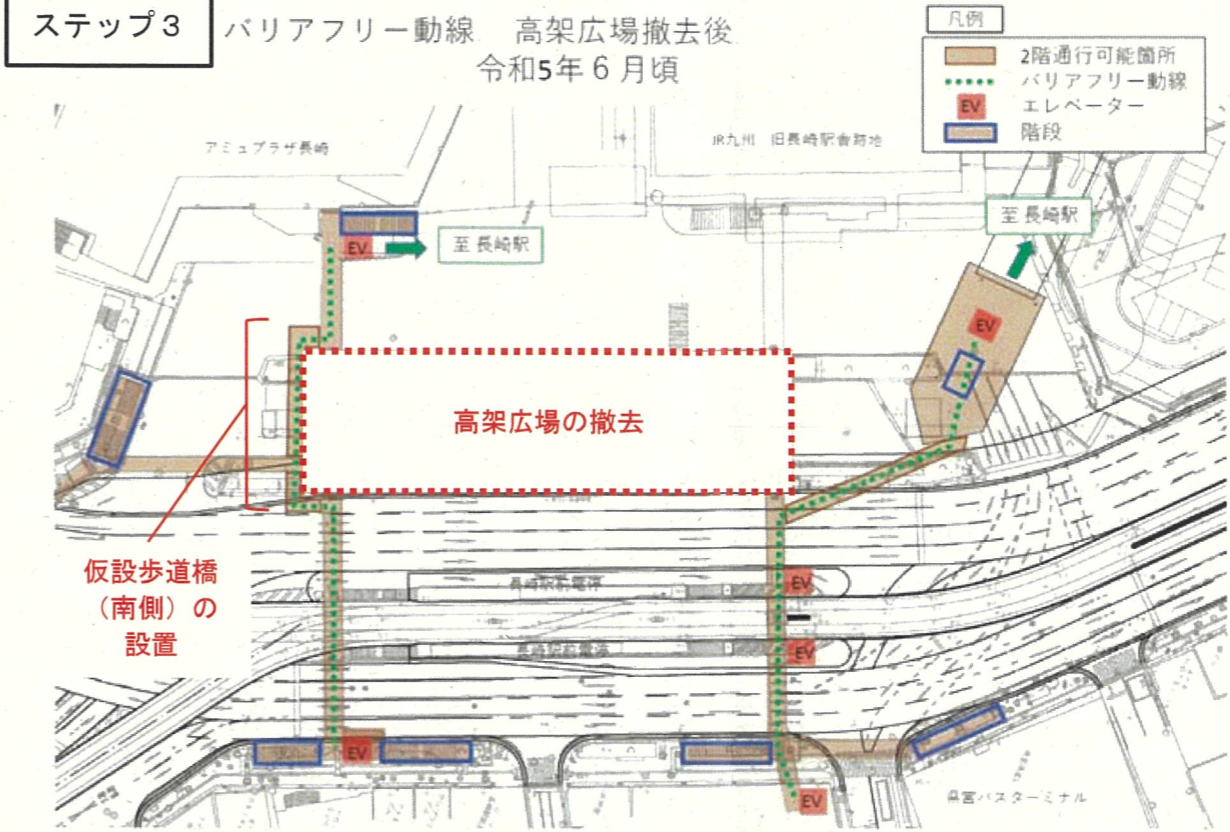 ステップ3
バリアフリー動線　高架広場撤去後
令和5年6月頃
凡例
2階通行可能箇所
バリアフリー動線
EV
エレベーター
階段
アミュプラザ長崎
JR九州　旧長崎駅舎跡地
EV
至 長崎駅
至 長崎駅
EV
高架広場の撤去
仮設歩道橋
（南側）の
設置
長崎駅前電停
EV
長崎駅前電停
EV
EV
EV
県営バスターミナル